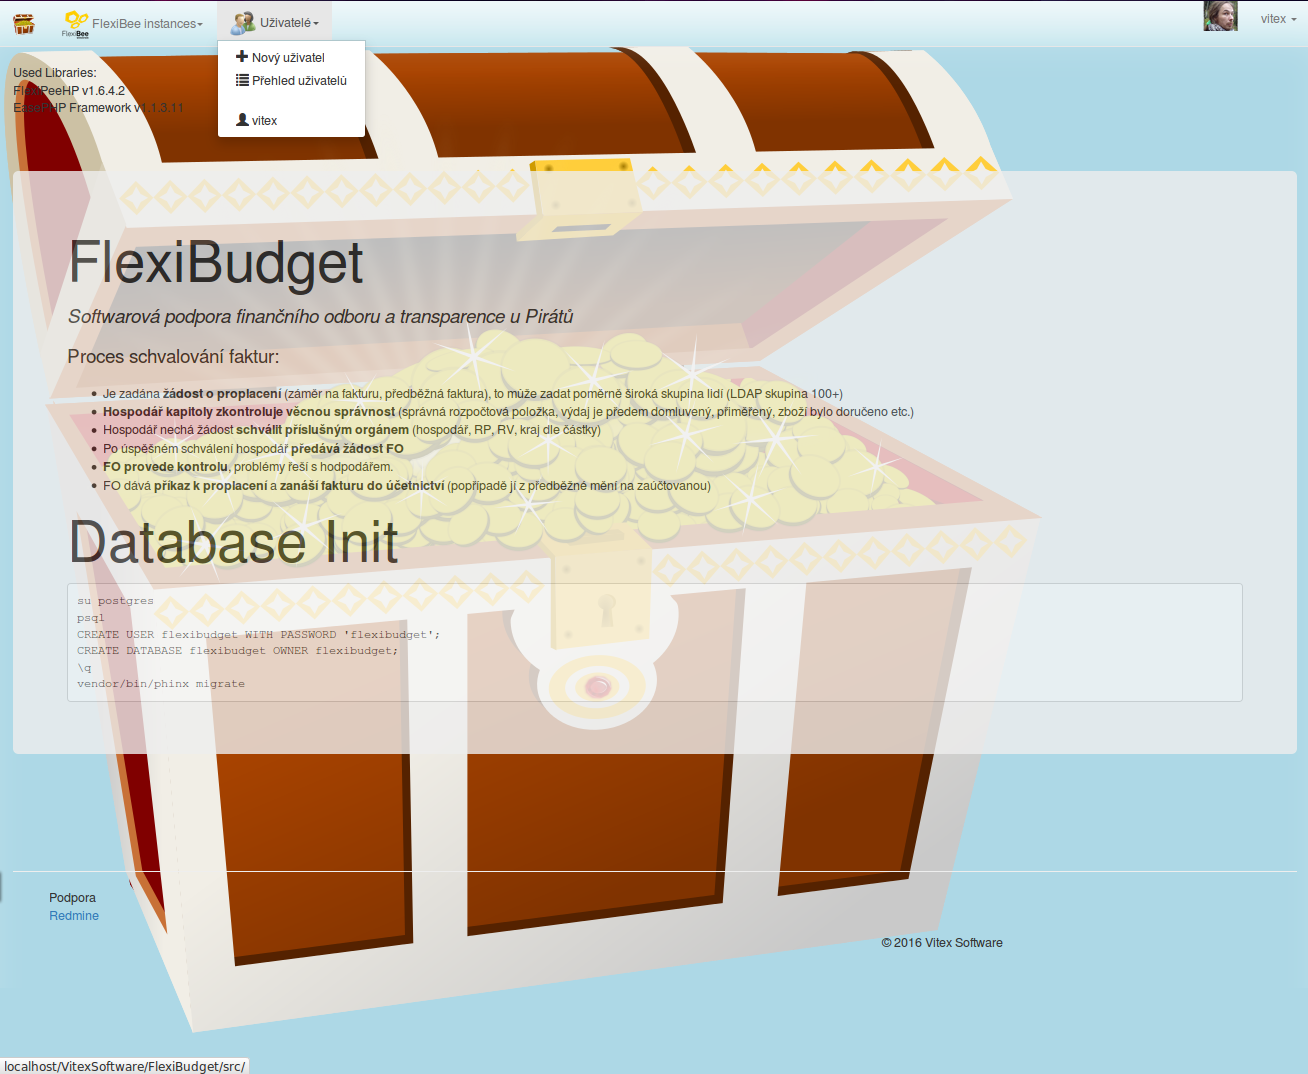 FlexiBee
FlexiBee instances
Uživatelé
vitex
Nový uživatel
Přehled uživatelů
vitex
Used Libraries:
FlexiPeeHP v1.6.4.2
EasePHP Framework v1.1.3.11
FlexiBudget
Softwarová podpora finančního odboru a transparence u Pirátů
Proces schvalování faktur:
Je zadána žádost o proplacení (záměr na fakturu, předběžná faktura), to může zadat poměrně široká skupina lidí (LDAP skupina 100+)
Hospodář kapitoly zkontroluje věcnou správnost (správná rozpočtová položka, výdaj je předem domluvený, přiměřený, zboží bylo doručeno etc.)
Hospodář nechá žádost schválit příslušným orgánem (hospodář, RP, RV, kraj dle částky)
Po úspěšném schválení hospodář předává žádost FO
FO provede kontrolu, problémy řeší s hodpodářem.
FO dává příkaz k proplacení a zanáší fakturu do účetnictví (popřípadě jí z předběžné mění na zaúčtovanou)
Database Init
su postgres
psql
CREATE USER flexibudget WITH PASSWORD 'flexibudget';
CREATE DATABASE flexibudget OWNER flexibudget;
\q
vendor/bin/phinx migrate
Podpora
Redmine
© 2016 Vitex Software
localhost/VitexSoftware/FlexiBudget/src/